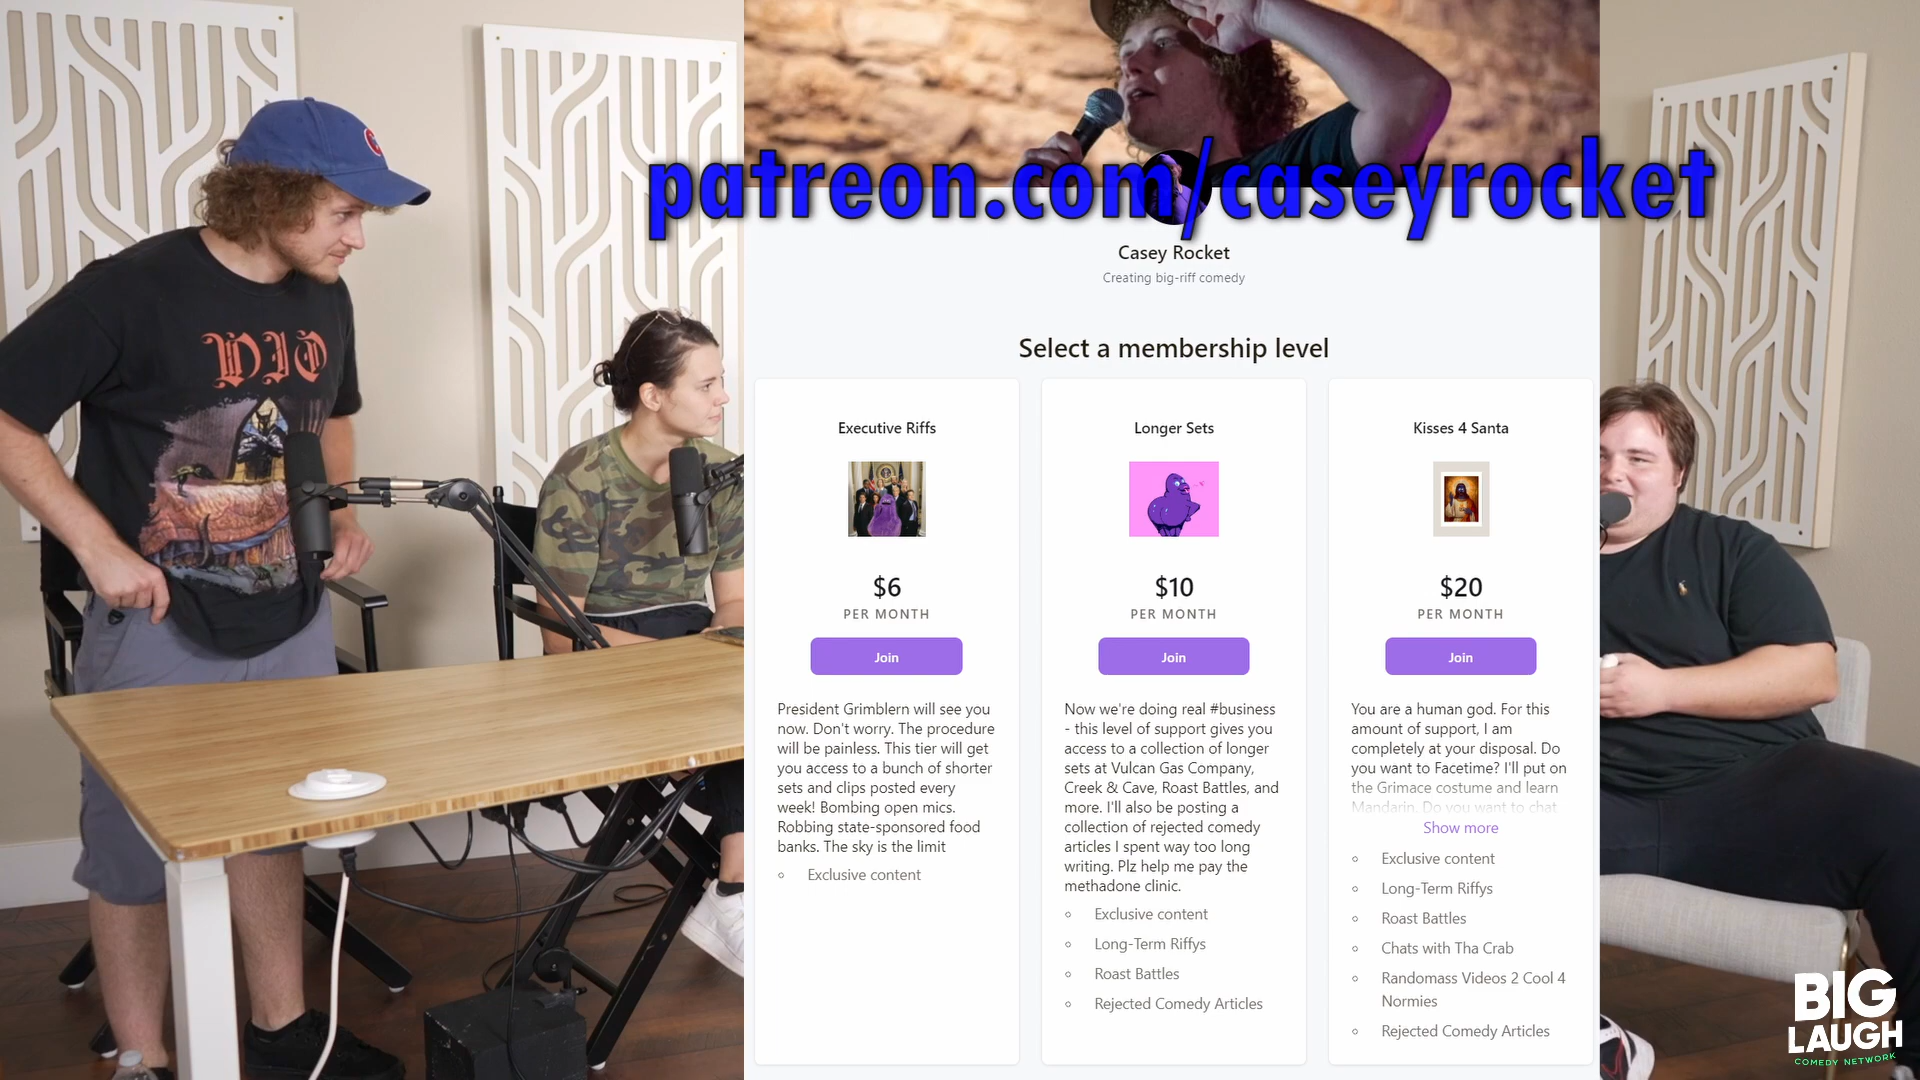 patreon.com/caseyrocket
Casey Rocket
Creating big-riff comedy
Select a membership level
Executive Riffs
$6
PER MONTH
Join
President Grimblern will see you
now. Don't worry. The procedure
will be painless. This tier will get
you access to a bunch of shorter
sets and clips posted every
week! Bombing open mics.
Robbing state-sponsored food
banks. The sky is the limit
Exclusive content
Longer Sets
$10
PER MONTH
Join
Now we're doing real #business
- this level of support gives you
access to a collection of longer
sets at Vulcan Gas Company,
Creek & Cave, Roast Battles, and
more. I'll also be posting a
collection of rejected comedy
articles I spent way too long
writing. Plz help me pay the
methadone clinic.
Exclusive content
Long-Term Riffys
Roast Battles
Rejected Comedy Articles
Kisses 4 Santa
$20
PER MONTH
Join
You are a human god. For this
amount of support, I am
completely at your disposal. Do
you want to Facetime? I'll put on
the Grimace costume and learn
Mandarin. Do you want to chat
Show more
Exclusive content
Long-Term Riffys
Roast Battles
Chats with Tha Crab
Randomass Videos 2 Cool 4
Normies
Rejected Comedy Articles
DIO
BIG
LAUGH
COMEDY NETWORK